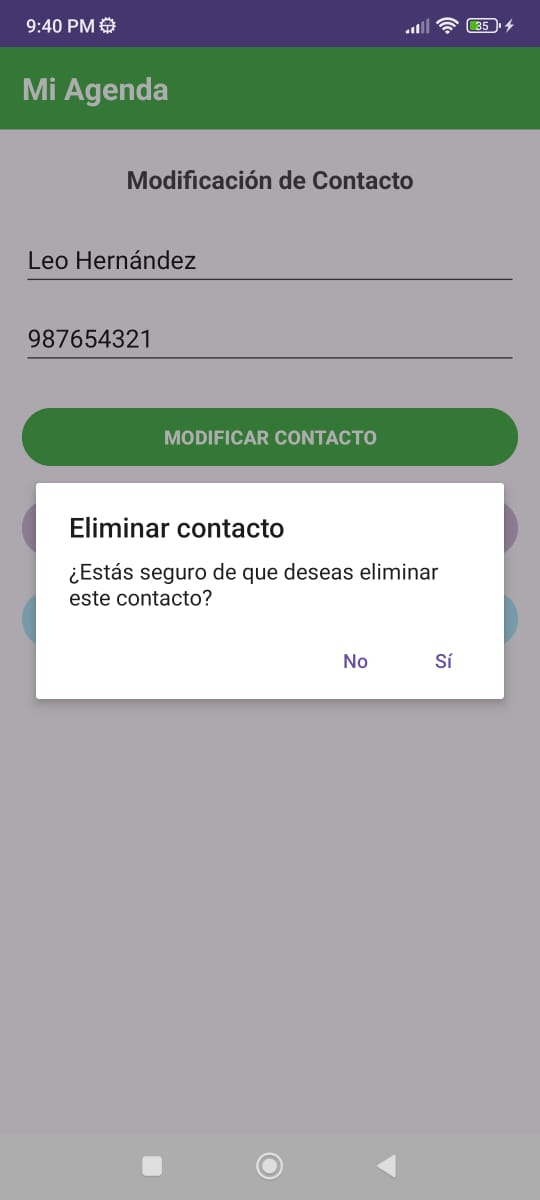 9:40 PM
35
Mi Agenda
Modificación de Contacto
Leo Hernández
987654321
MODIFICAR CONTACTO
Eliminar contacto
¿Estás seguro de que deseas eliminar
este contacto?
No Sí